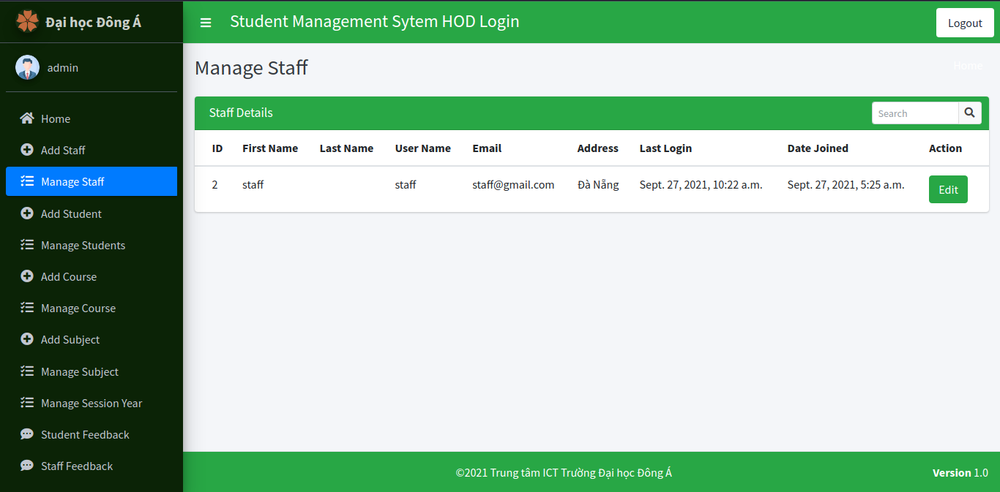 Đại học Đông Á
Student Management Sytem HOD Login
Logout
admin
Home
Add Staff
Manage Staff
Add Student
Manage Students
Add Course
Manage Course
Add Subject
Manage Subject
Manage Session Year
Student Feedback
Staff Feedback
Manage Staff
Home
Staff Details
Search
ID First Name Last Name User Name Email Address Last Login Date Joined Action
2 staff staff staff@gmail.com Đà Nẵng Sept. 27, 2021, 10:22 a.m. Sept. 27, 2021, 5:25 a.m. Edit
©2021 Trung tâm ICT Trường Đại học Đông Á
Version 1.0